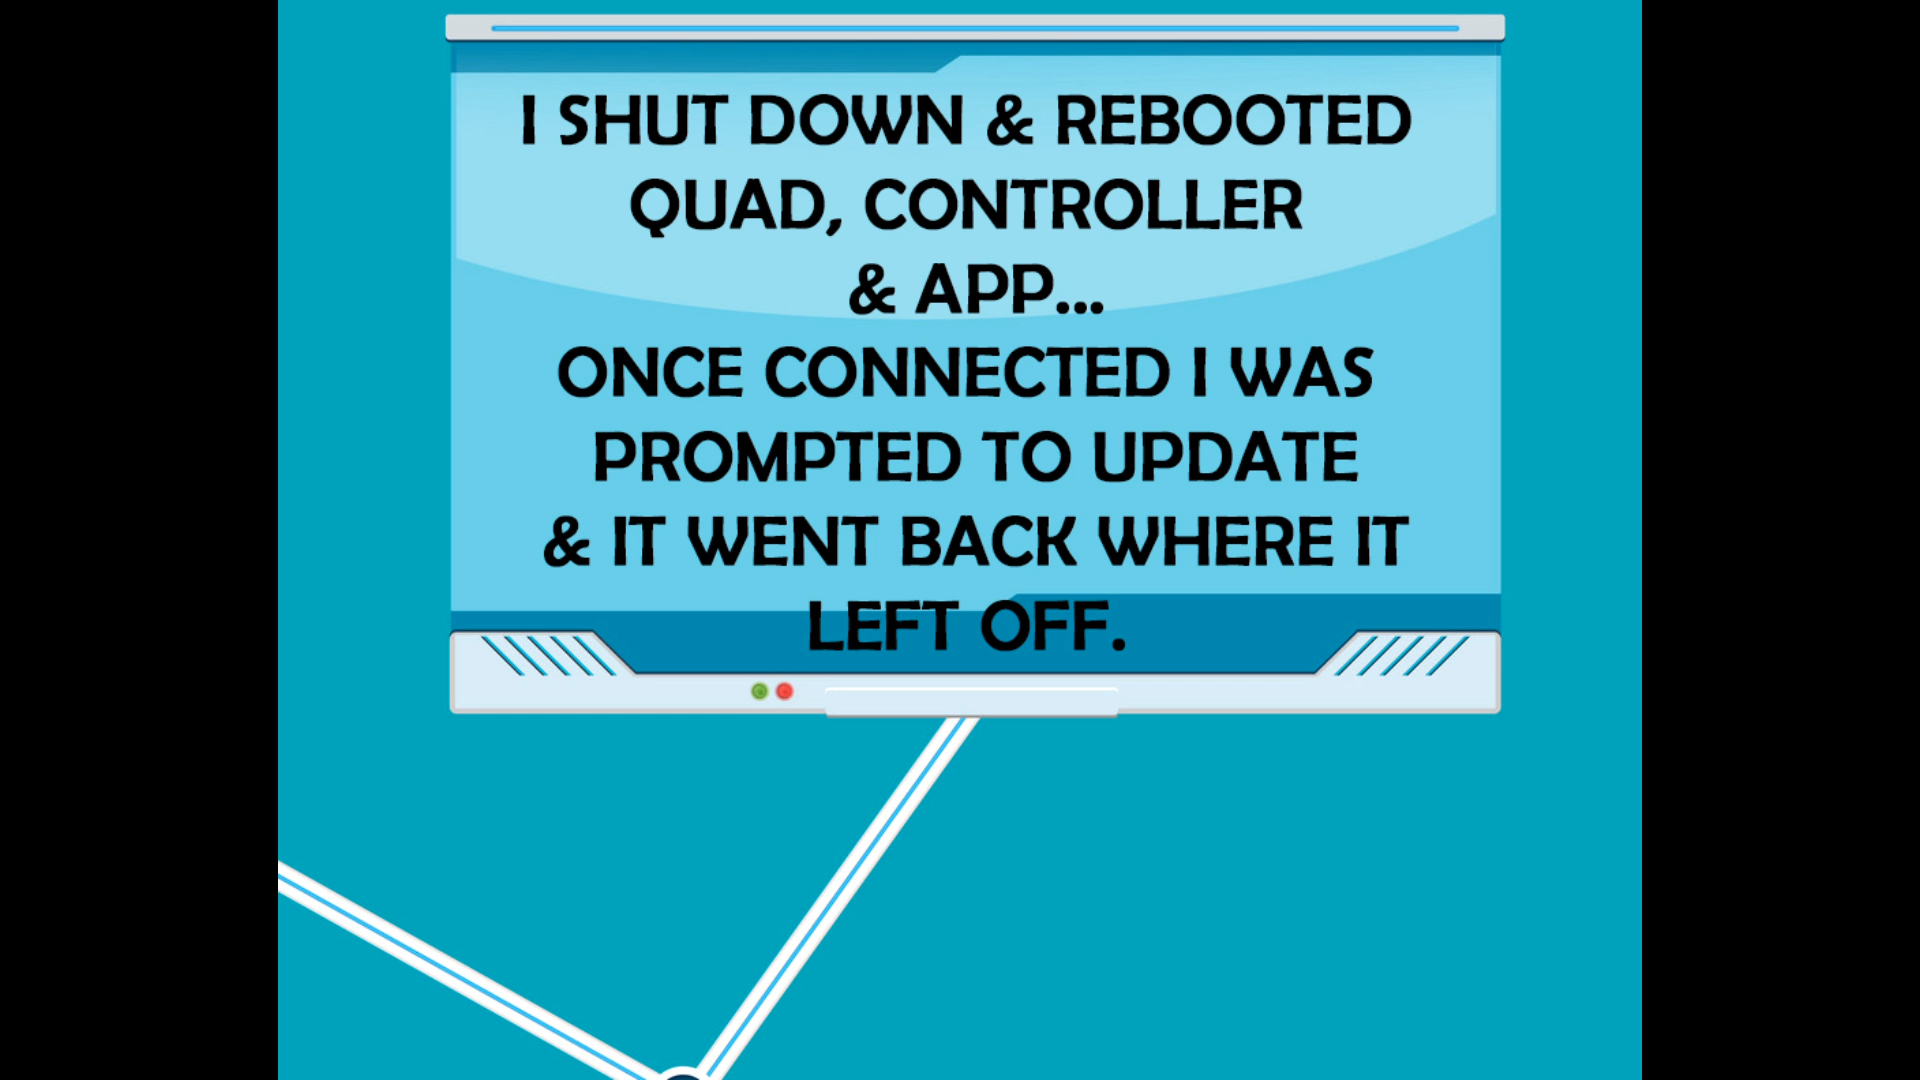 I SHUT DOWN & REBOOTED
QUAD, CONTROLLER
& APP...
ONCE CONNECTED I WAS
PROMPTED TO UPDATE
& IT WENT BACK WHERE IT
LEFT OFF.